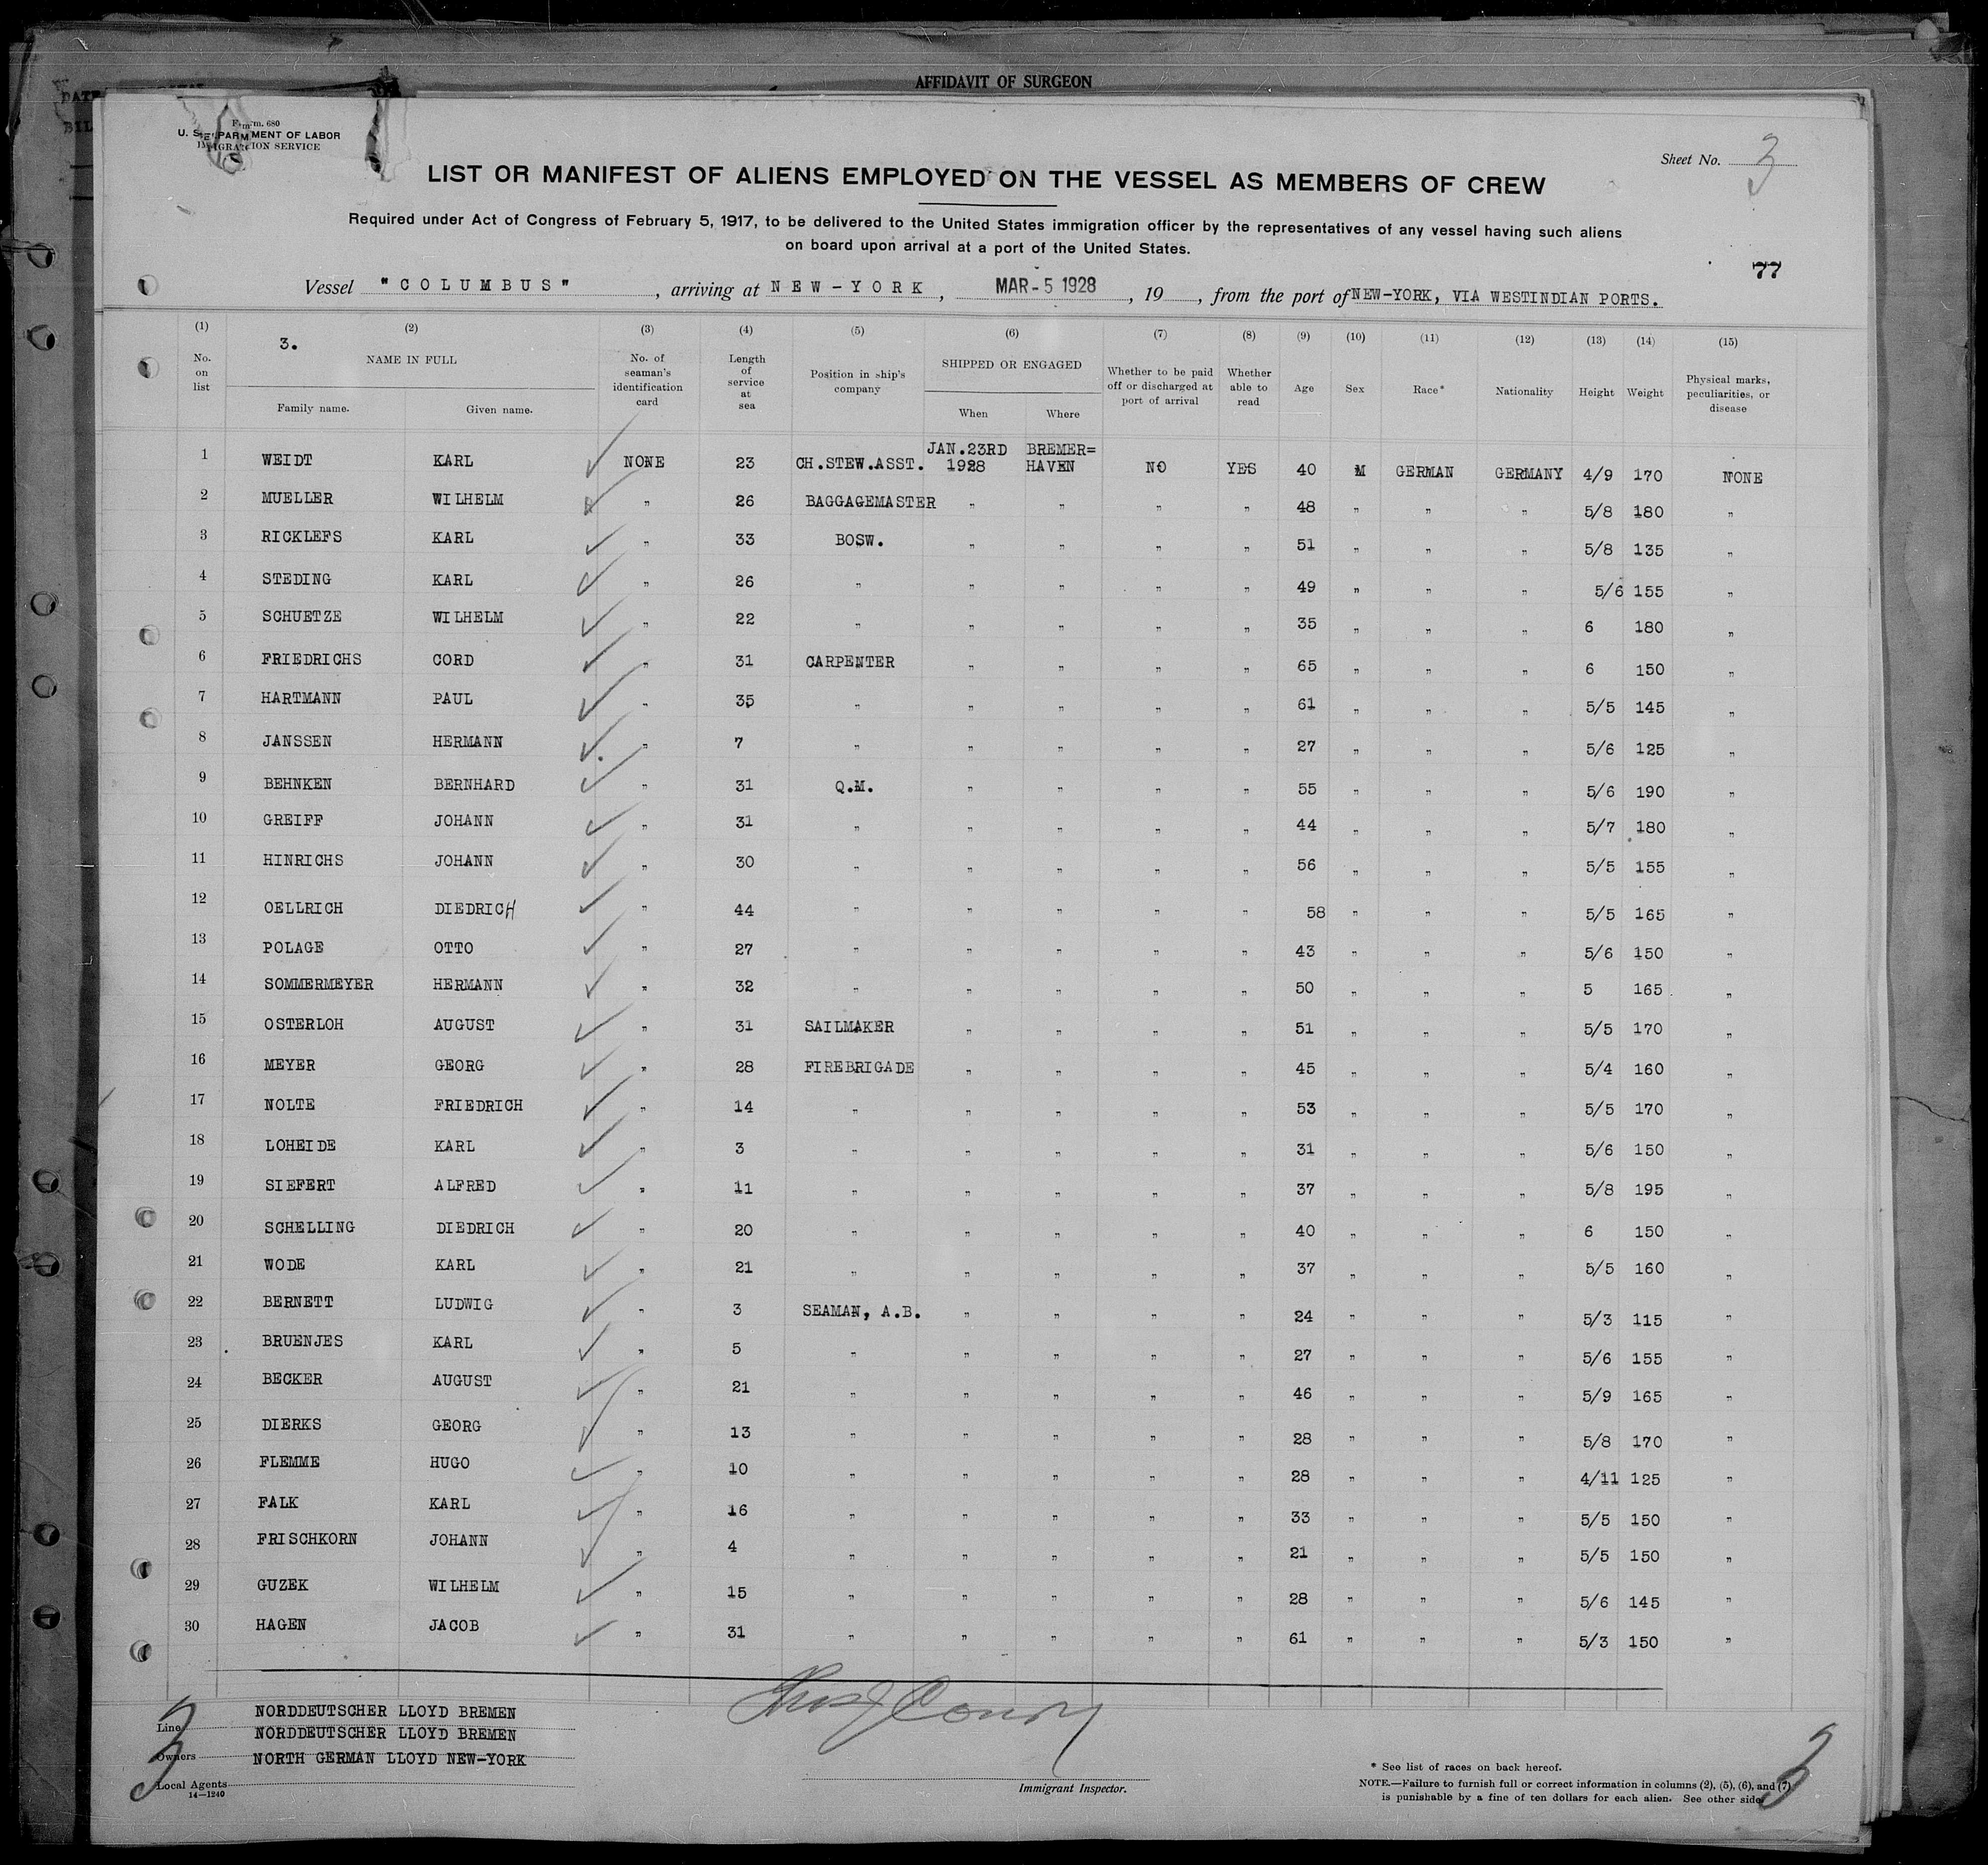 AFFIDAVIT OF SURGEON
U. S. DEPARTMENT OF LABOR
IMMIGRATION SERVICE
Sheet No. 3
LIST OR MANIFEST OF ALIENS EMPLOYED ON THE VESSEL AS MEMBERS OF CREW
Required under Act of Congress of February 5, 1917, to be delivered to the United States immigration officer by the representatives of any vessel having such aliens
on board upon arrival at a port of the United States.
77
Vessel "COLUMBUS", arriving at NEW-YORK, MAR - 5 1928, 19 , from the port of NEW-YORK, VIA WESTINDIAN PORTS.
(1) (2) (3) (4) (5) (6) (7) (8) (9) (10) (11) (12) (13) (14) (15)
3.
No. on list NAME IN FULL Family name. Given name. No. of seaman's identification card Length of service at sea Position in ship's company SHIPPED OR ENGAGED When Where Whether to be paid off or discharged at port of arrival Whether able to read Age Sex Race* Nationality Height Weight Physical marks, peculiarities, or disease
1 WEIDT KARL NONE 23 CH.STEW.ASST. JAN.23RD 1928 BREMER=HAVEN NO YES 40 M GERMAN GERMANY 4/9 170 NONE
2 MUELLER WILHELM " 26 BAGGAGEMASTER " " " " 48 " " " 5/8 180 "
3 RICKLEFS KARL " 33 BOSW. " " " " 51 " " " 5/8 135 "
4 STEDING KARL " 26 " " " " " 49 " " " 5/6 155 "
5 SCHUETZE WILHELM " 22 " " " " " 35 " " " 6 180 "
6 FRIEDRICHS CORD " 31 CARPENTER " " " " 65 " " " 6 150 "
7 HARTMANN PAUL " 35 " " " " " 61 " " " 5/5 145 "
8 JANSSEN HERMANN " 7 " " " " " 27 " " " 5/6 125 "
9 BEHNKEN BERNHARD " 31 Q.M. " " " " 55 " " " 5/6 190 "
10 GREIFF JOHANN " 31 " " " " " 44 " " " 5/7 180 "
11 HINRICHS JOHANN " 30 " " " " " 56 " " " 5/5 155 "
12 OELLRICH DIEDRICH " 44 " " " " " 58 " " " 5/5 165 "
13 POLAGE OTTO " 27 " " " " " 43 " " " 5/6 150 "
14 SOMMERMEYER HERMANN " 32 " " " " " 50 " " " 5 165 "
15 OSTERLOH AUGUST " 31 SAILMAKER " " " " 51 " " " 5/5 170 "
16 MEYER GEORG " 28 FIREBRIGADE " " " " 45 " " " 5/4 160 "
17 NOLTE FRIEDRICH " 14 " " " " " 53 " " " 5/5 170 "
18 LOHEIDE KARL " 3 " " " " " 31 " " " 5/6 150 "
19 SIEFERT ALFRED " 11 " " " " " 37 " " " 5/8 195 "
20 SCHELLING DIEDRICH " 20 " " " " " 40 " " " 6 150 "
21 WODE KARL " 21 " " " " " 37 " " " 5/5 160 "
22 BERNETT LUDWIG " 3 SEAMAN, A.B. " " " " 24 " " " 5/3 115 "
23 BRUENJES KARL " 5 " " " " " 27 " " " 5/6 155 "
24 BECKER AUGUST " 21 " " " " " 46 " " " 5/9 165 "
25 DIERKS GEORG " 13 " " " " " 28 " " " 5/8 170 "
26 FLEMME HUGO " 10 " " " " " 28 " " " 4/11 125 "
27 FALK KARL " 16 " " " " " 33 " " " 5/5 150 "
28 FRISCHKORN JOHANN " 4 " " " " " 21 " " " 5/5 150 "
29 GUZEK WILHELM " 15 " " " " " 28 " " " 5/6 145 "
30 HAGEN JACOB " 31 " " " " " 61 " " " 5/3 150 "
Line NORDDEUTSCHER LLOYD BREMEN
Owners NORDDEUTSCHER LLOYD BREMEN
Local Agents NORTH GERMAN LLOYD NEW-YORK
14—1240
3
Immigrant Inspector.
* See list of races on back hereof.
NOTE.—Failure to furnish full or correct information in columns (2), (5), (6), and (7)
is punishable by a fine of ten dollars for each alien. See other side
3